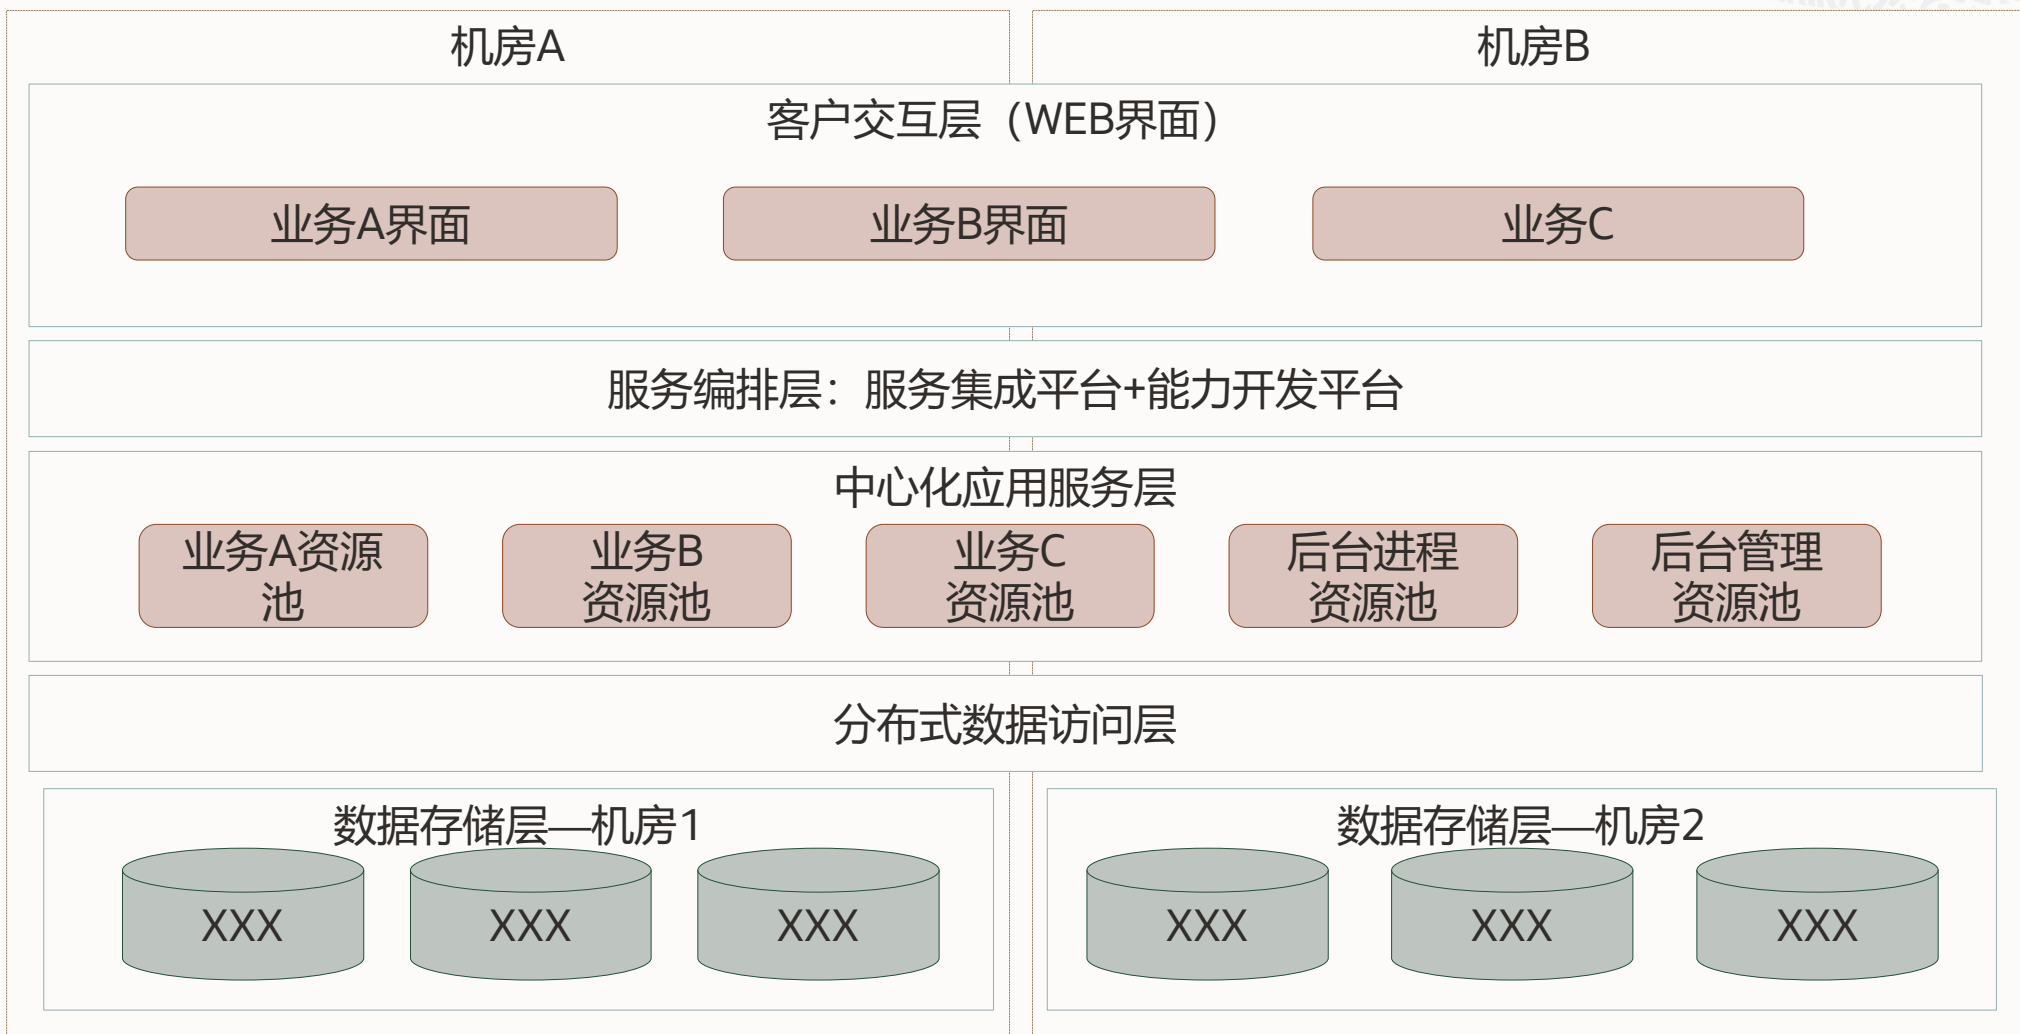 机房A
机房B
客户交互层（WEB界面）
业务A界面
业务B界面
业务C
服务编排层：服务集成平台+能力开发平台
中心化应用服务层
业务A资源
池
业务B
资源池
业务C
资源池
后台进程
资源池
后台管理
资源池
分布式数据访问层
数据存储层—机房1
XXX
XXX
XXX
数据存储层—机房2
XXX
XXX
XXX